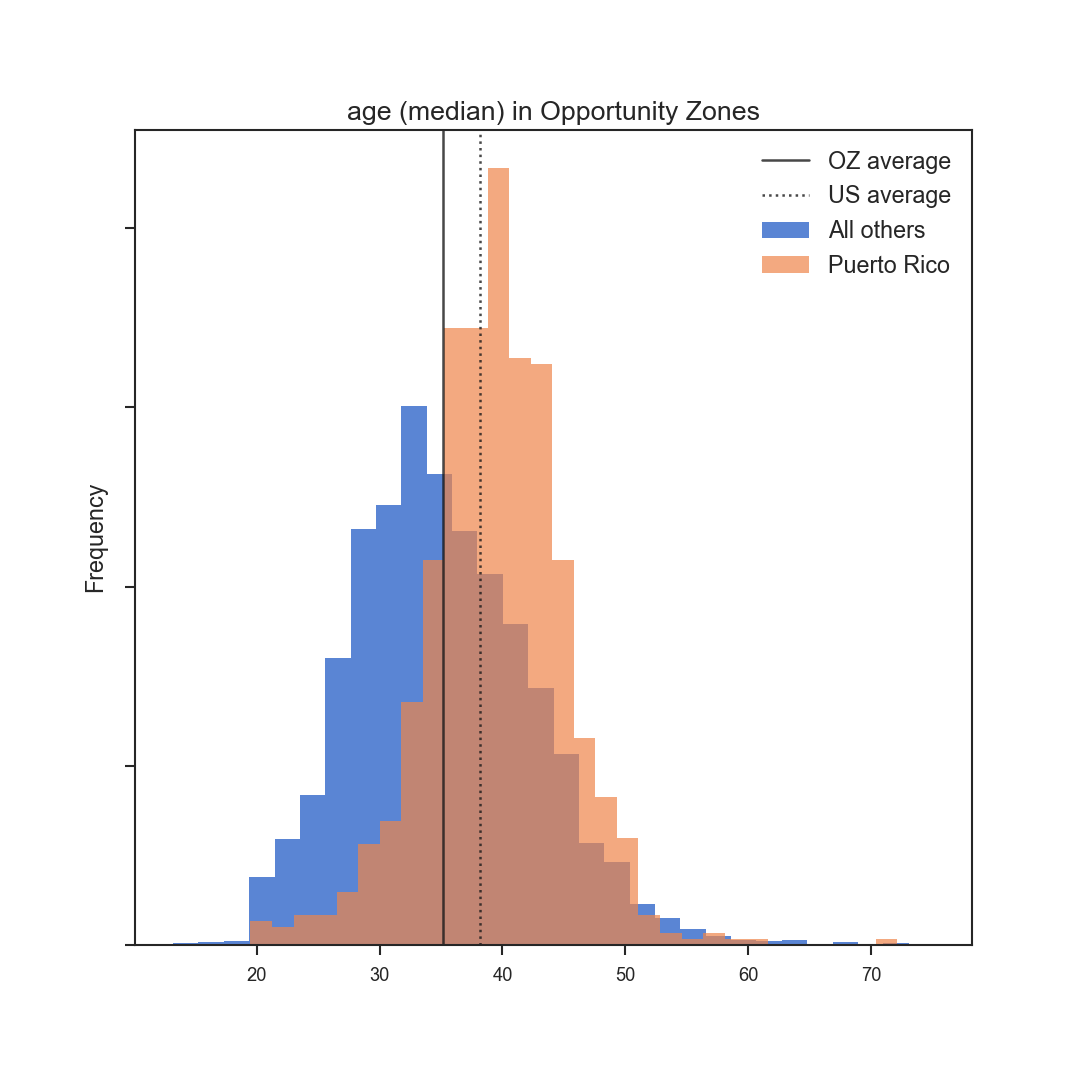 age (median) in Opportunity Zones
OZ average
US average
All others
Puerto Rico
Frequency
20 30 40 50 60 70